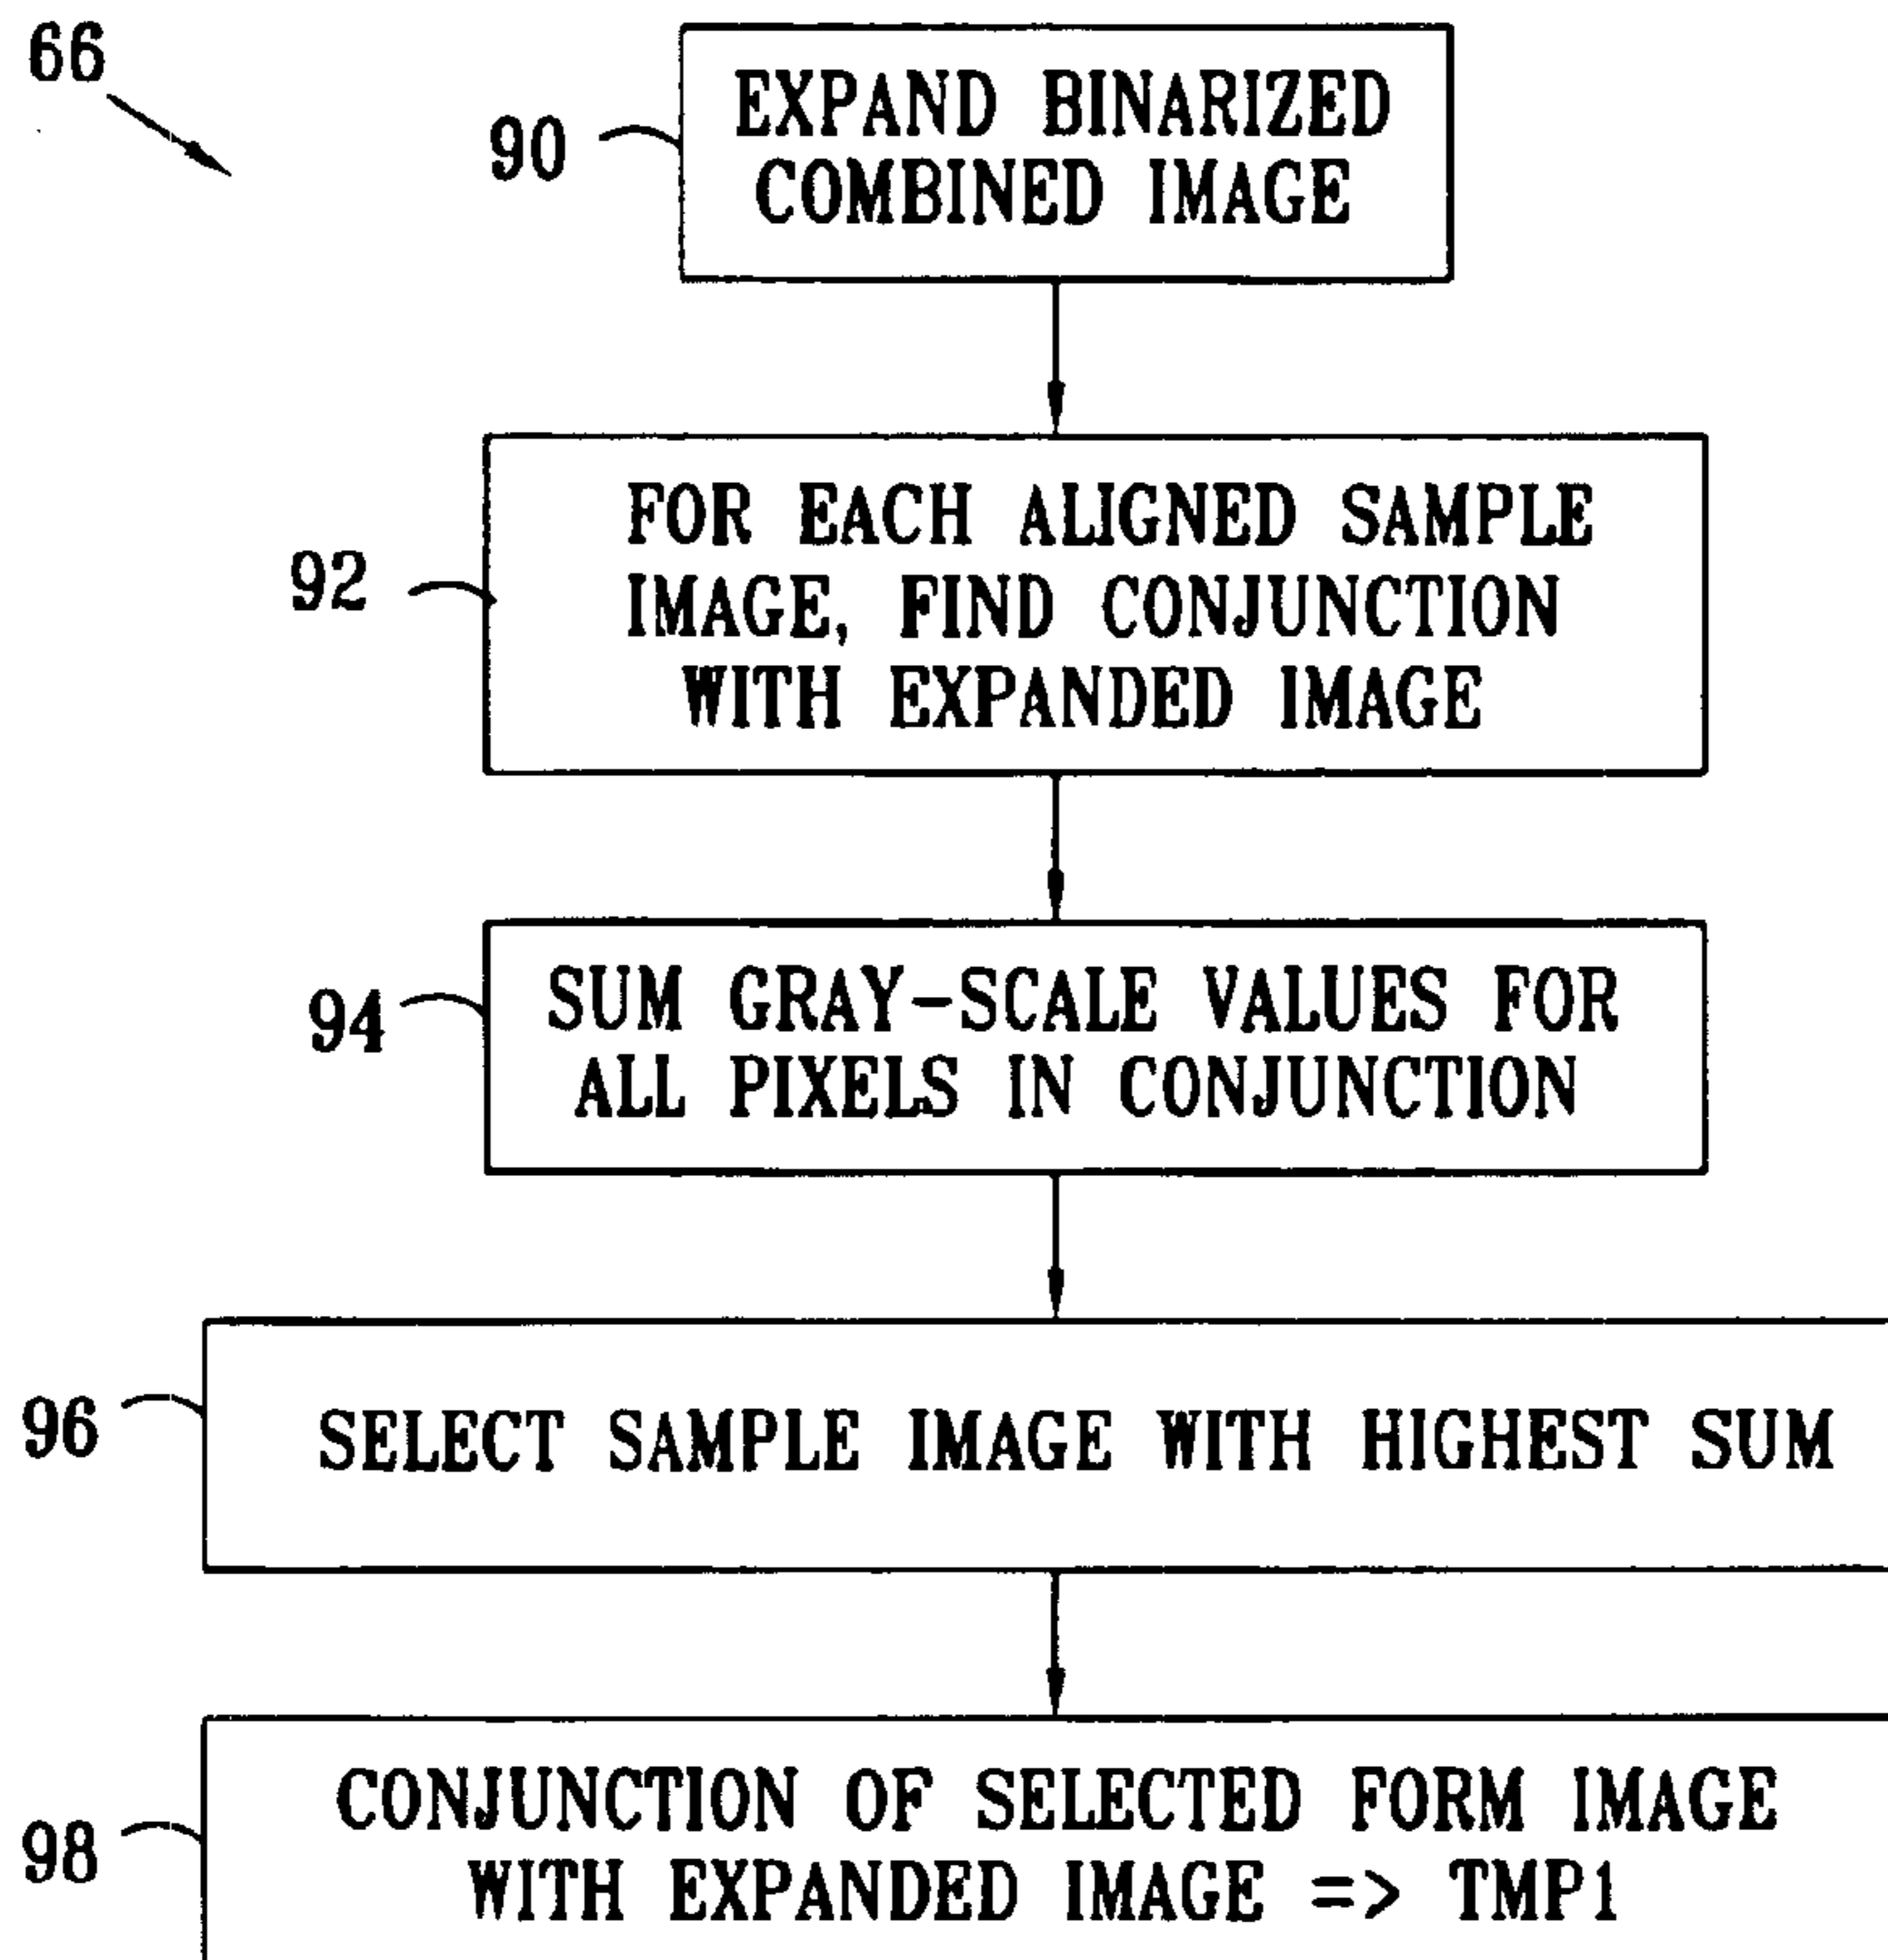 66
90
EXPAND BINARIZED
COMBINED IMAGE
92
FOR EACH ALIGNED SAMPLE
IMAGE, FIND CONJUNCTION
WITH EXPANDED IMAGE
94
SUM GRAY-SCALE VALUES FOR
ALL PIXELS IN CONJUNCTION
96
SELECT SAMPLE IMAGE WITH HIGHEST SUM
98
CONJUNCTION OF SELECTED FORM IMAGE
WITH EXPANDED IMAGE => TMP1